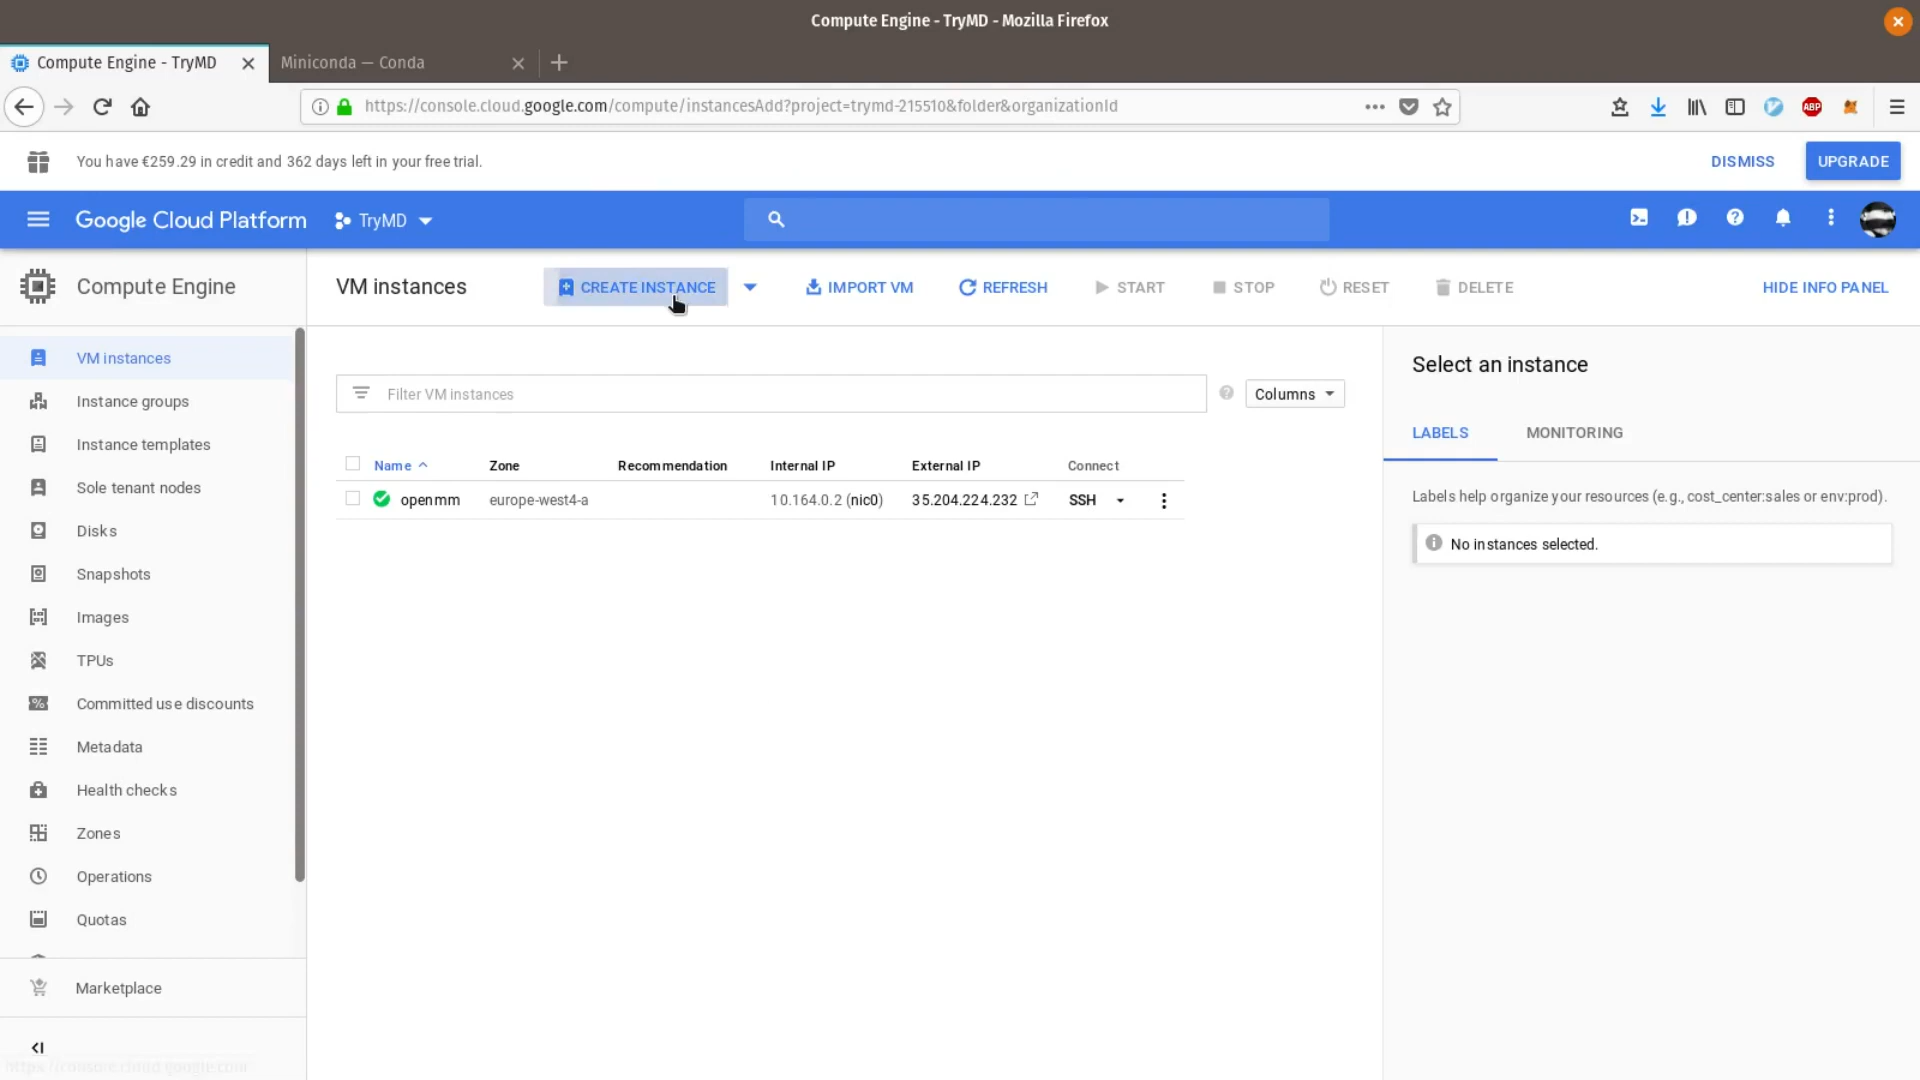 Compute Engine - TryMD - Mozilla Firefox
Compute Engine - TryMD
Miniconda — Conda
https://console.cloud.google.com/compute/instancesAdd?project=trymd-215510&folder&organizationId
ABP
You have €259.29 in credit and 362 days left in your free trial.
DISMISS
UPGRADE
Google Cloud Platform
TryMD
Compute Engine
VM instances
CREATE INSTANCE
IMPORT VM
REFRESH
START
STOP
RESET
DELETE
HIDE INFO PANEL
VM instances
Instance groups
Instance templates
Sole tenant nodes
Disks
Snapshots
Images
TPUs
Committed use discounts
Metadata
Health checks
Zones
Operations
Quotas
Marketplace
https://console.cloud.google.com
Filter VM instances
Columns
Name Zone Recommendation Internal IP External IP Connect
openmm europe-west4-a 10.164.0.2 (nic0) 35.204.224.232 SSH
Select an instance
LABELS
MONITORING
Labels help organize your resources (e.g., cost_center:sales or env:prod).
No instances selected.